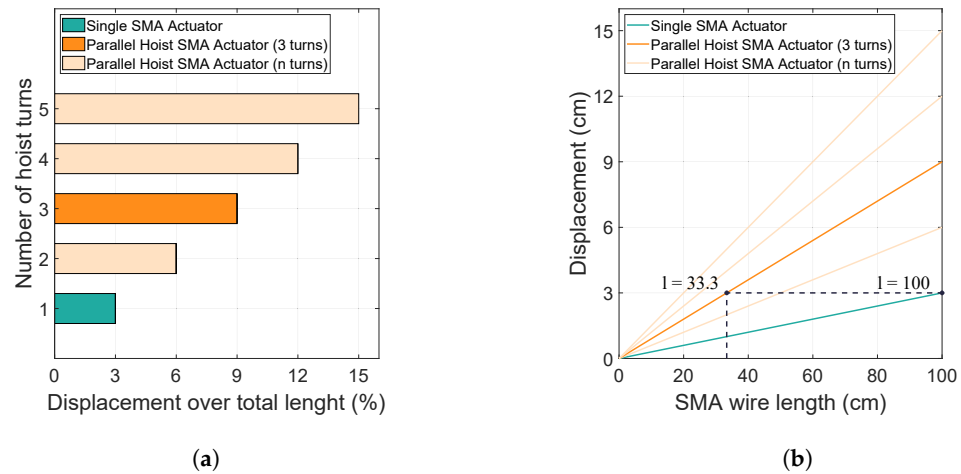 Single SMA Actuator
Parallel Hoist SMA Actuator (3 turns)
Parallel Hoist SMA Actuator (n turns)
Number of hoist turns
5
4
3
2
1
0 3 6 9 12 15
Displacement over total lenght (%)
(a)
Single SMA Actuator
Parallel Hoist SMA Actuator (3 turns)
Parallel Hoist SMA Actuator (n turns)
Displacement (cm)
15
12
9
6
3
0
l = 33.3
l = 100
0 20 40 60 80 100
SMA wire length (cm)
(b)